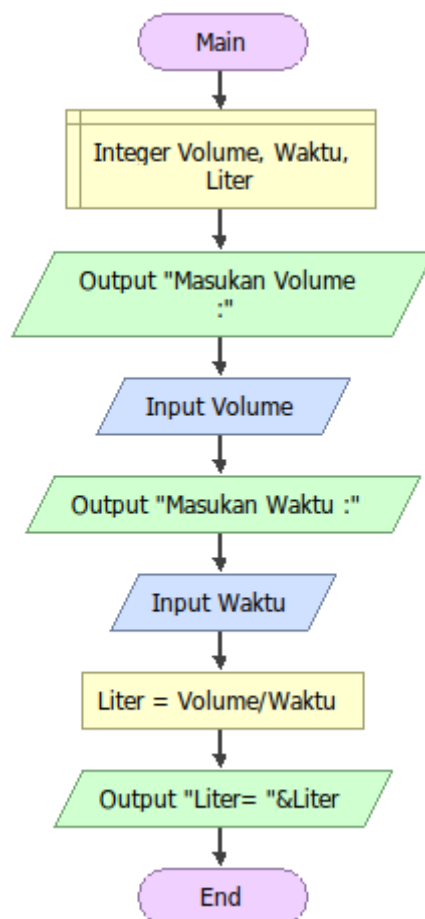 Main
Integer Volume, Waktu,
Liter
Output "Masukan Volume
:"
Input Volume
Output "Masukan Waktu :"
Input Waktu
Liter = Volume/Waktu
Output "Liter= "&Liter
End